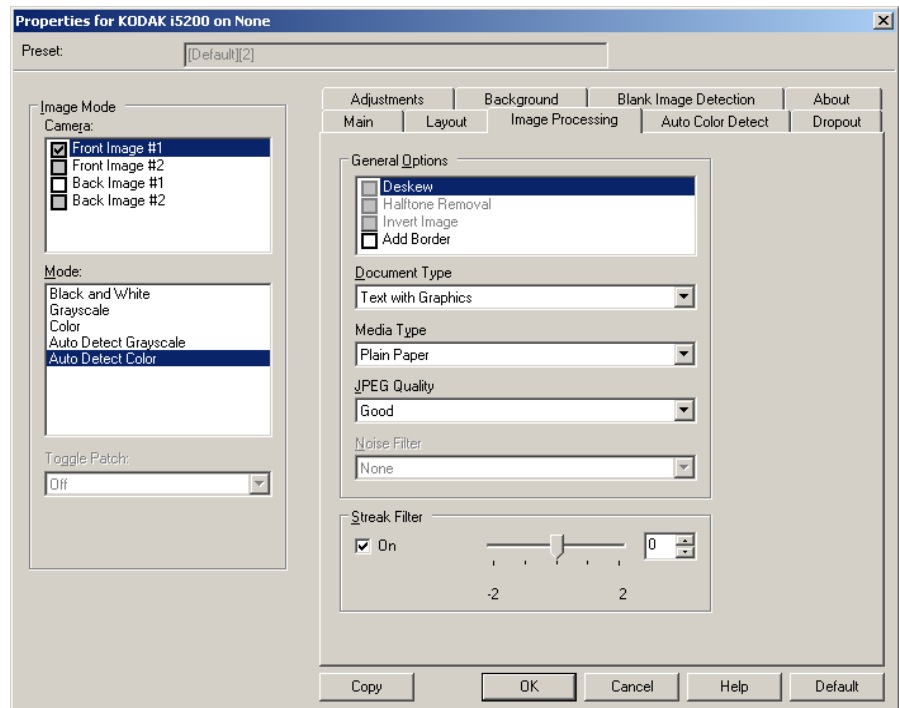 Properties for KODAK i5200 on None
Preset:
[Default][2]
Image Mode
Camera:
Front Image #1
Front Image #2
Back Image #1
Back Image #2
Mode:
Black and White
Grayscale
Color
Auto Detect Grayscale
Auto Detect Color
Toggle Patch:
Off
Adjustments Background Blank Image Detection About
Main Layout Image Processing Auto Color Detect Dropout
General Options
Deskew
Halftone Removal
Invert Image
Add Border
Document Type
Text with Graphics
Media Type
Plain Paper
JPEG Quality
Good
Noise Filter
None
Streak Filter
On
0
-2 2
Copy OK Cancel Help Default